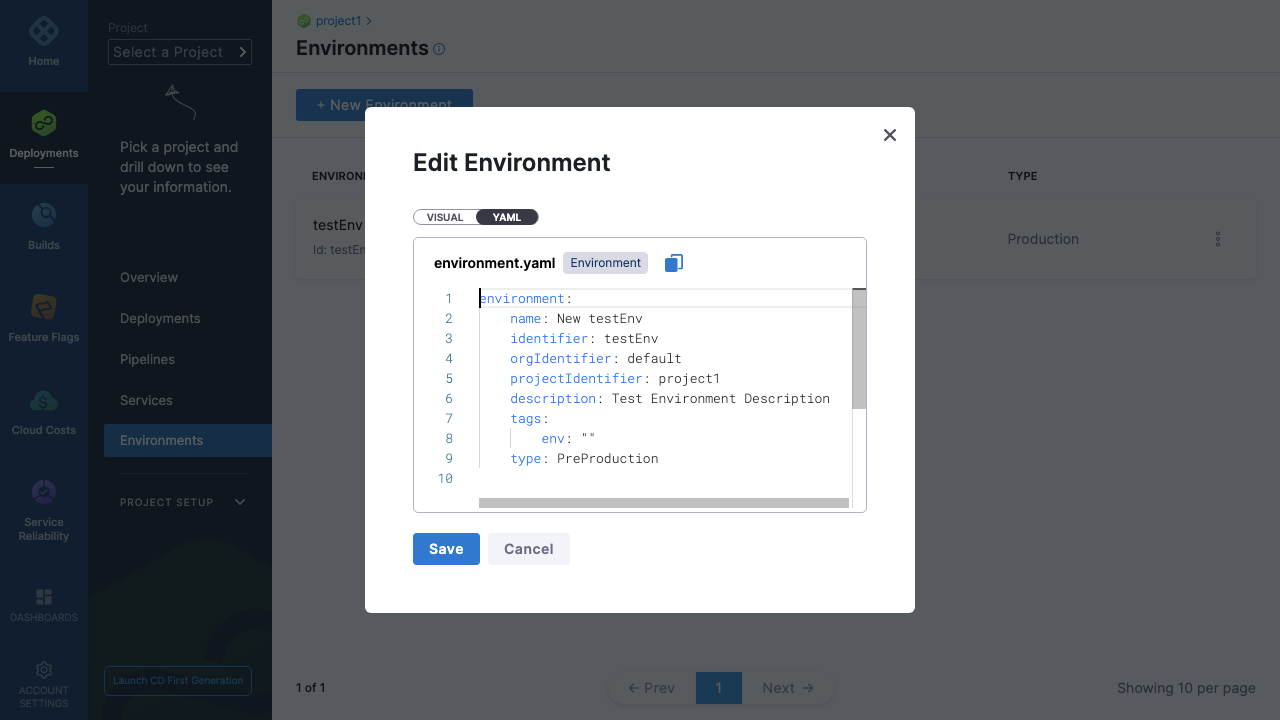 Home
Deployments
Builds
Feature Flags
Cloud Costs
Service
Reliability
DASHBOARDS
ACCOUNT
SETTINGS
Project
Select a Project
Pick a project and
drill down to see
your information.
Overview
Deployments
Pipelines
Services
Environments
PROJECT SETUP
Launch CD First Generation
project1
Environments
+ New Environment
TYPE
Production
1 of 1
Prev
1
Next
Showing 10 per page
Edit Environment
VISUAL
YAML
environment.yaml
Environment
1 environment:
2 name: New testEnv
3 identifier: testEnv
4 orgIdentifier: default
5 projectIdentifier: project1
6 description: Test Environment Description
7 tags:
8 env: ""
9 type: PreProduction
10
Save
Cancel
testEnv